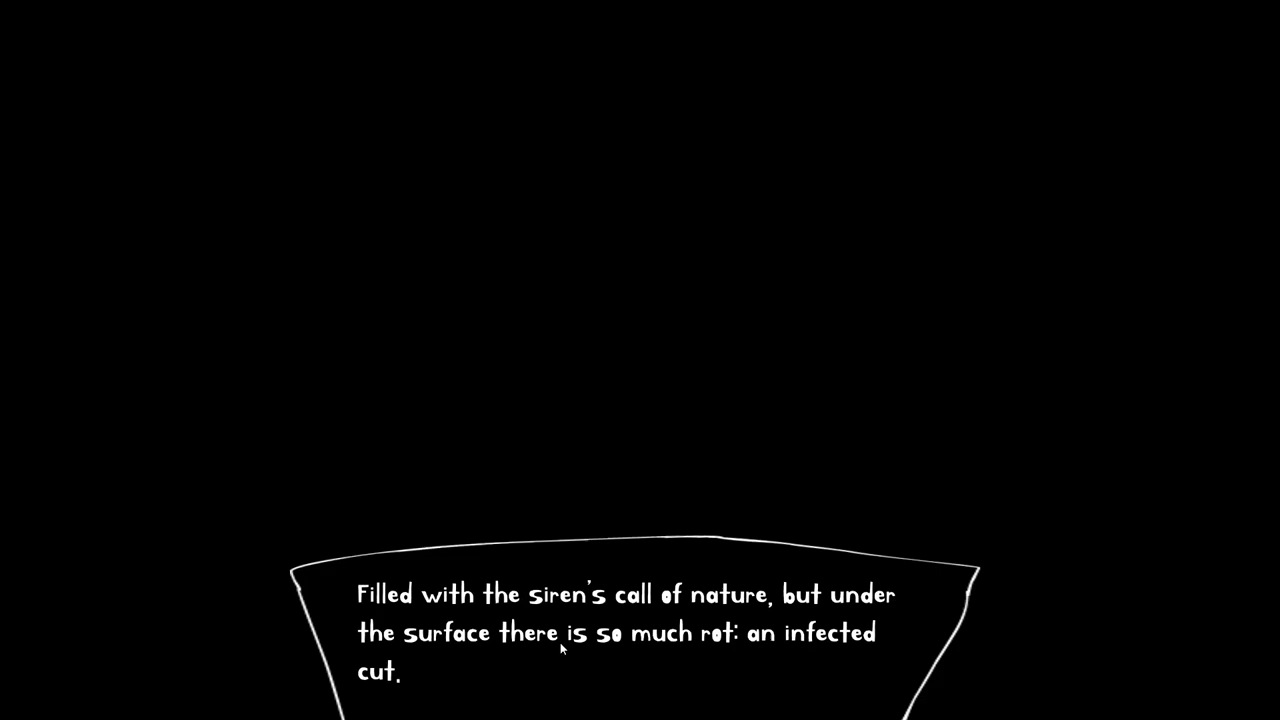 Filled with the siren's call of nature, but under
the surface there is so much rot: an infected
cut.